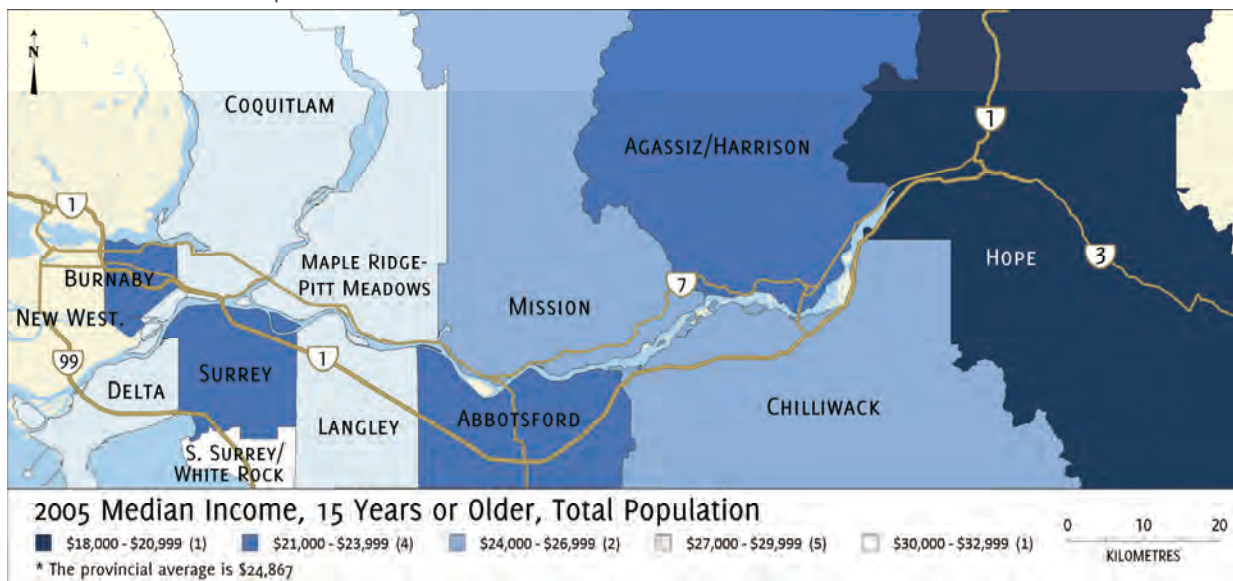 N
COQUITLAM
AGASSIZ/HARRISON
1
1
BURNABY
MAPLE RIDGE-
PITT MEADOWS
HOPE
3
7
MISSION
NEW WEST.
99
1
SURREY
DELTA
LANGLEY
ABBOTSFORD
CHILLIWACK
S. SURREY/
WHITE ROCK
2005 Median Income, 15 Years or Older, Total Population
$18,000 - $20,999 (1) $21,000 - $23,999 (4) $24,000 - $26,999 (2) $27,000 - $29,999 (5) $30,000 - $32,999 (1)
* The provincial average is $24,867
0 10 20
KILOMETRES